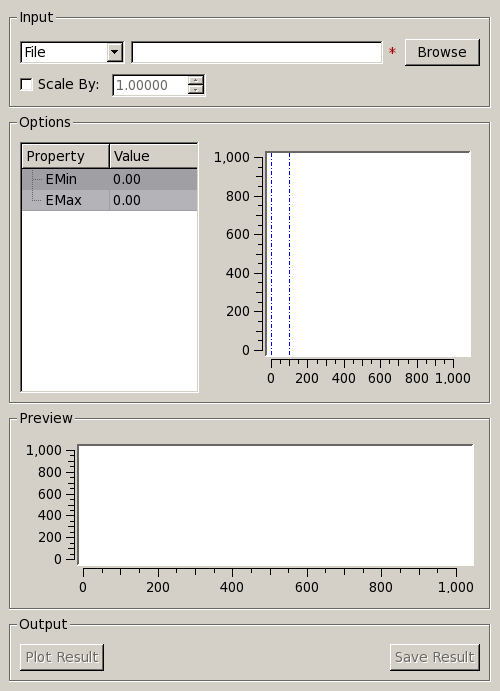 Input
File * Browse
Scale By: 1.00000
Options
Property Value
EMin 0.00
EMax 0.00
1,000
800
600
400
200
0
0 200 400 600 800 1,000
Preview
1,000
800
600
400
200
0
0 200 400 600 800 1,000
Output
Plot Result Save Result